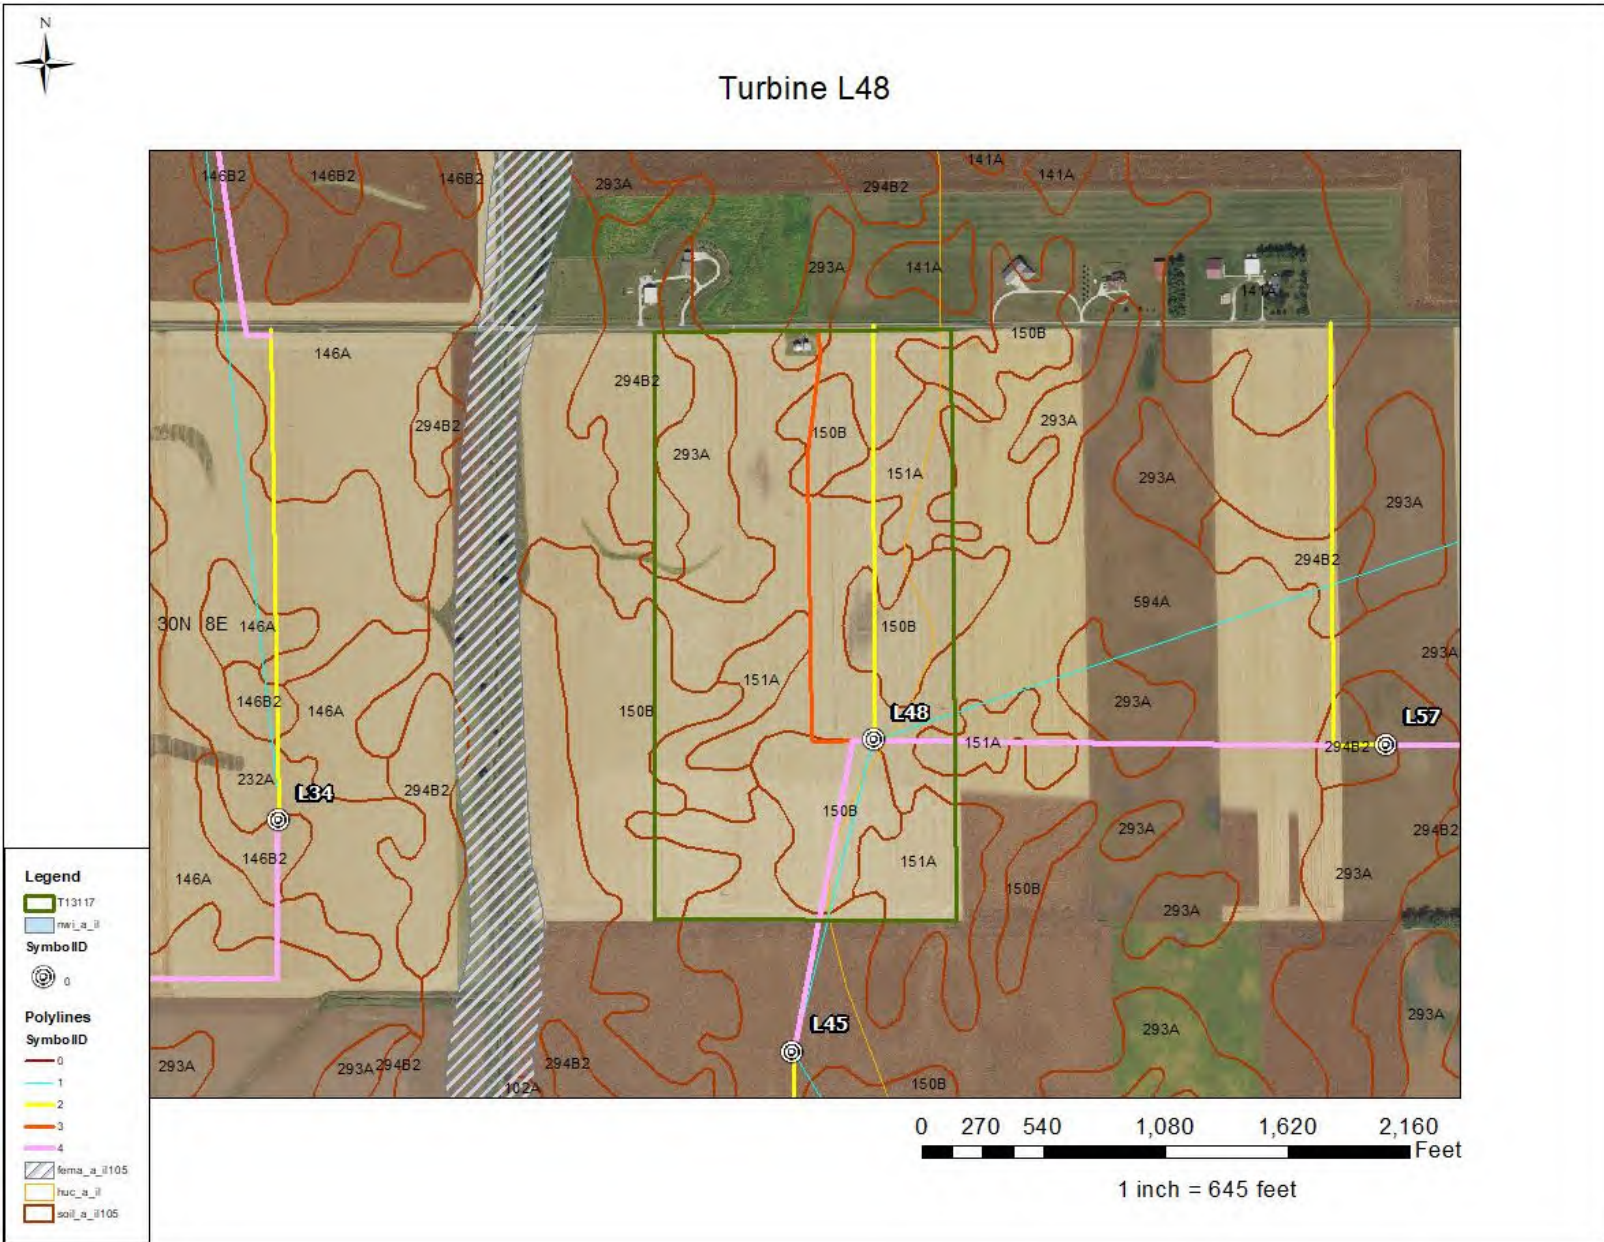 N
Turbine L48
146B2
146B2
146B2
293A
294B2
141A
141A
293A
141A
141A
146A
150B
294B2
294B2
150B
293A
293A
151A
293A
293A
294B2
30N 8E
146A
150B
594A
293A
151A
146B2
146A
150B
293A
L48
L57
151A
294B2
232A
L34
294B2
150B
293A
294B2
146B2
146A
151A
150B
293A
293A
293A
293A
L45
293A
293A
294B2
294B2
102A
150B
Legend
T13117
nwi_a_il
SymbolID
0
Polylines
SymbolID
0
1
2
3
4
fema_a_il105
huc_a_il
soil_a_il105
0 270 540 1,080 1,620 2,160
Feet
1 inch = 645 feet